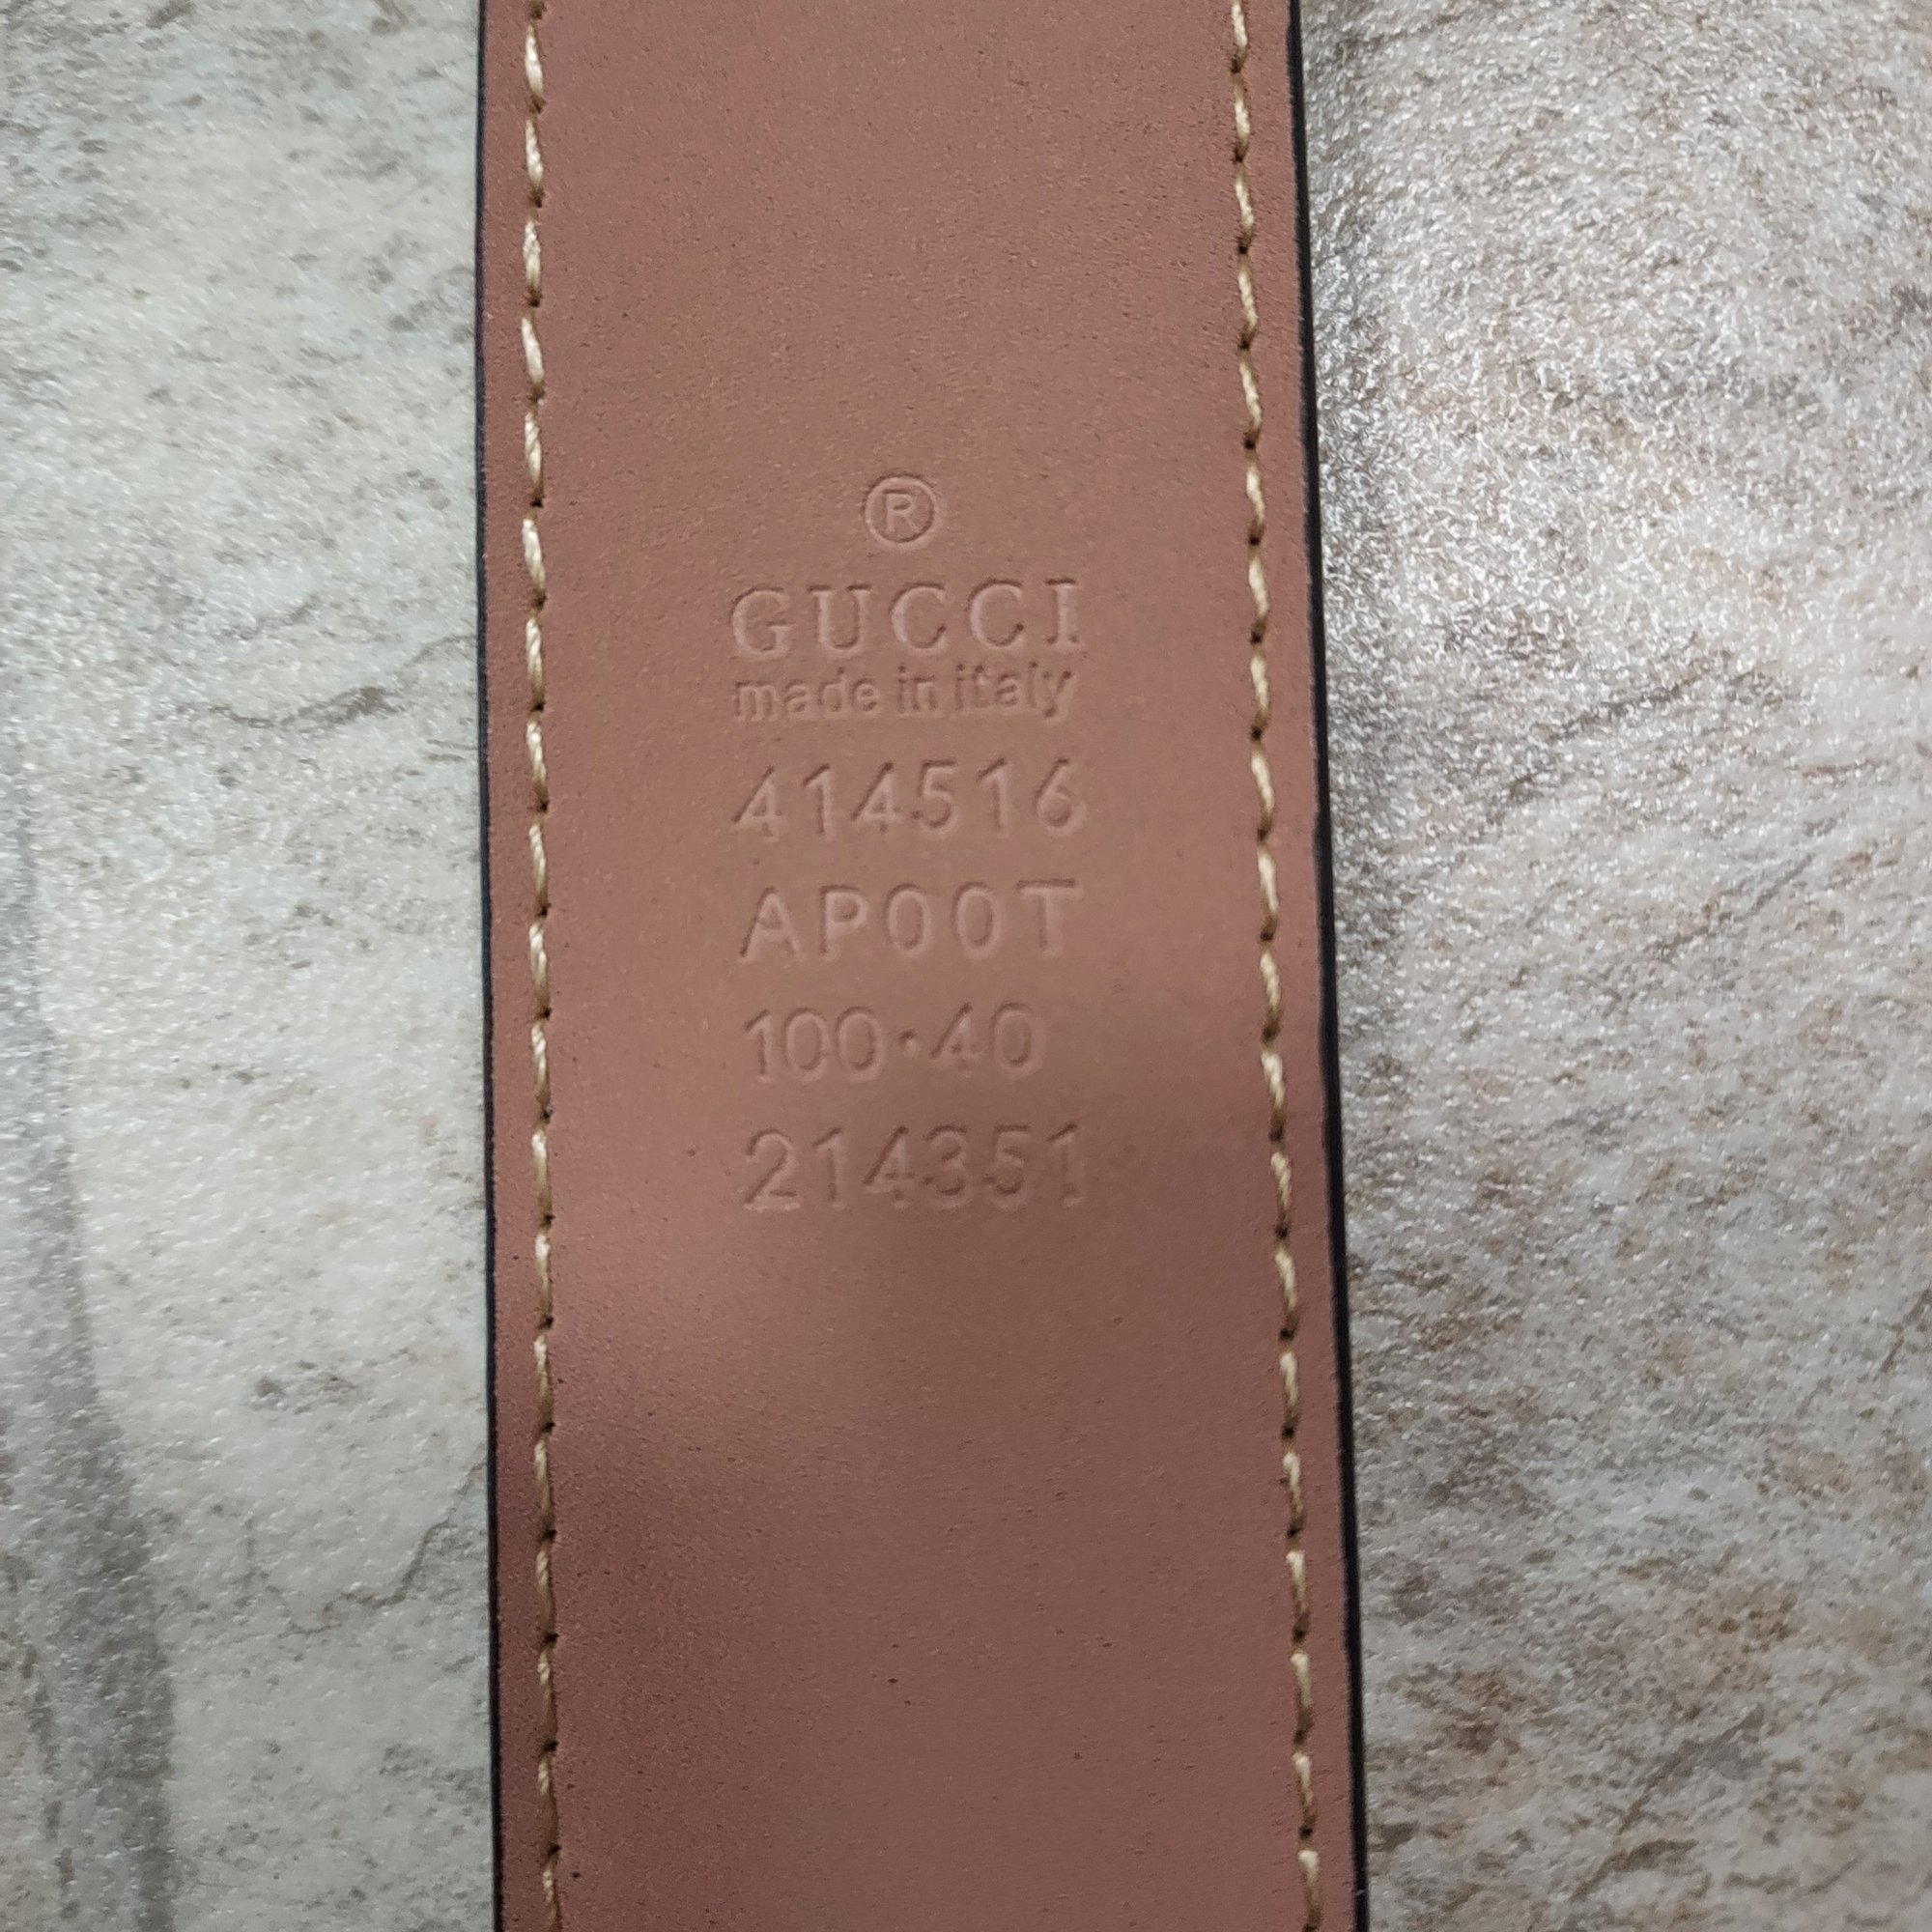 ®
GUCCI
made in italy
414516
AP00T
100·40
214351